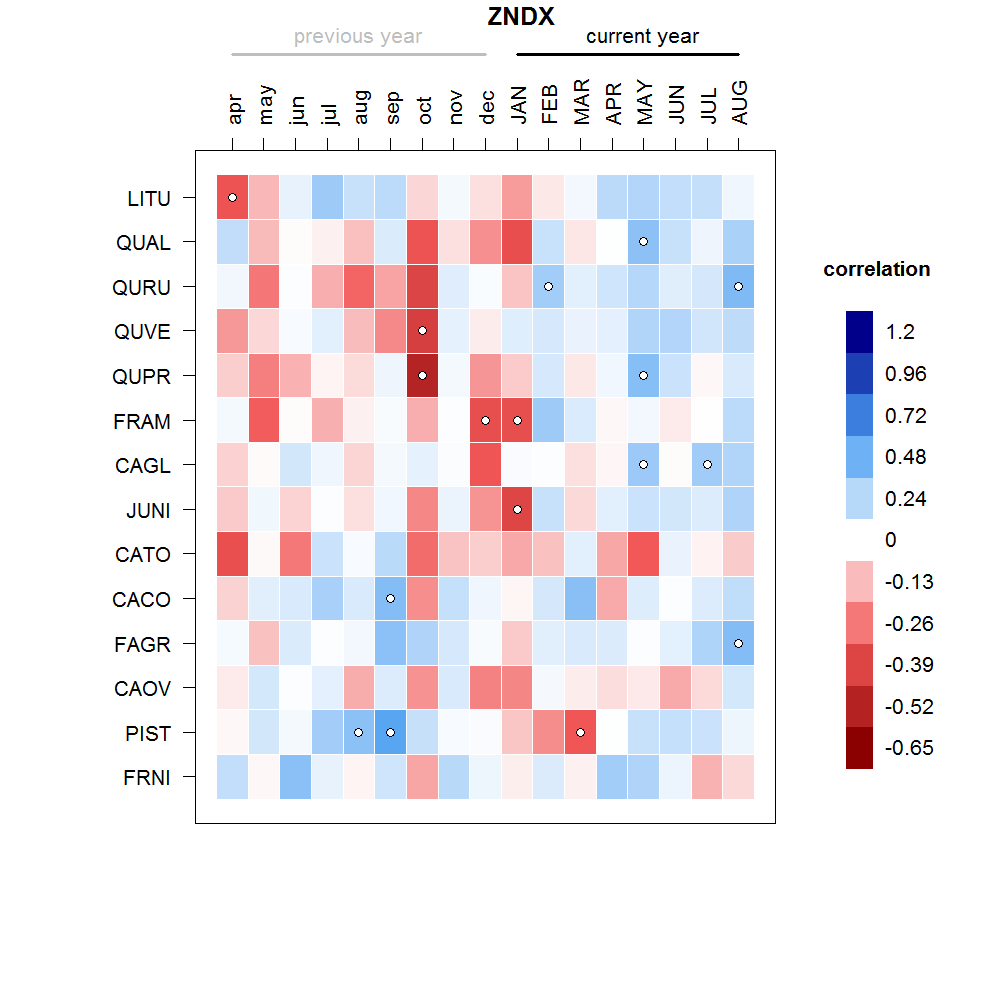 ZNDX
previous year current year
apr may jun jul aug sep oct nov dec JAN FEB MAR APR MAY JUN JUL AUG
LITU
QUAL
QURU
QUVE
QUPR
FRAM
CAGL
JUNI
CATO
CACO
FAGR
CAOV
PIST
FRNI
correlation
1.2
0.96
0.72
0.48
0.24
0
-0.13
-0.26
-0.39
-0.52
-0.65